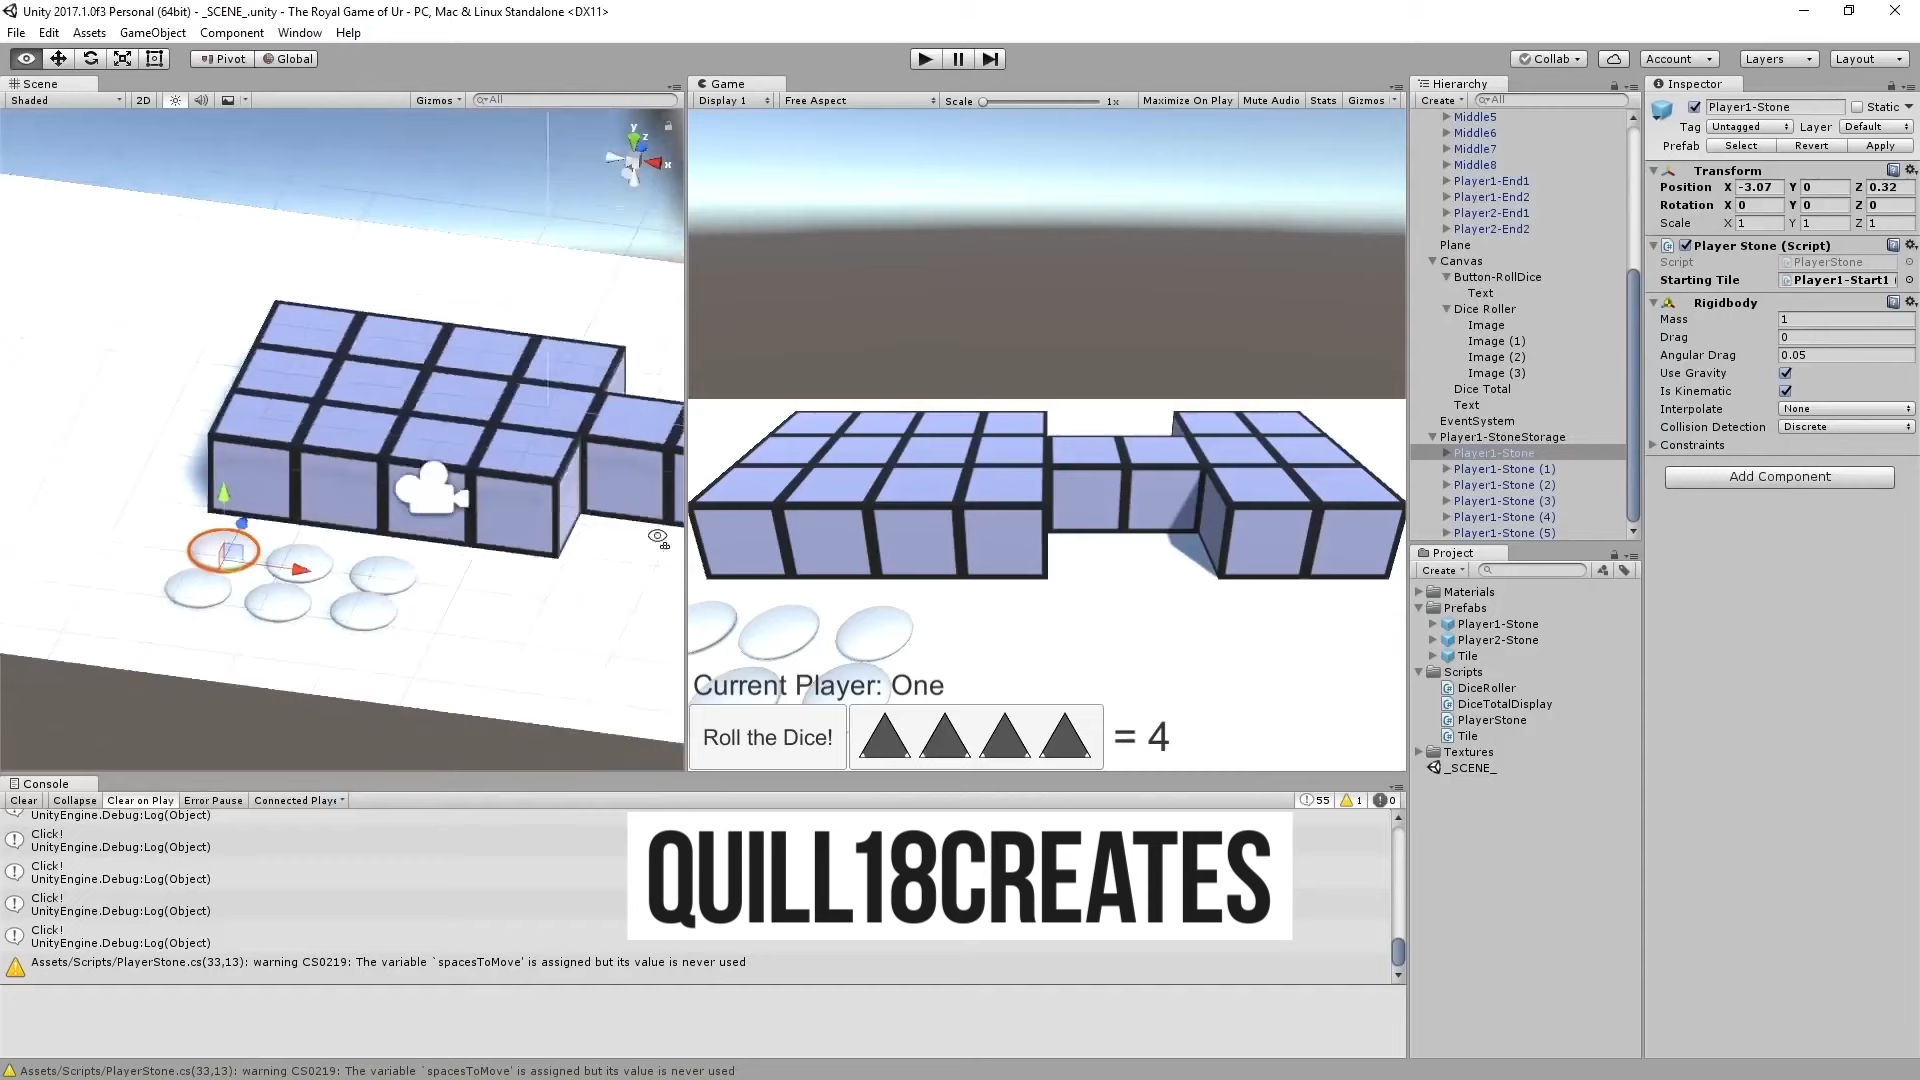 Unity 2017.1.0f3 Personal (64bit) - _SCENE_.unity - The Royal Game of Ur - PC, Mac & Linux Standalone <DX11>
File Edit Assets GameObject Component Window Help
Pivot Global Collab Account Layers Layout
Scene
Shaded 2D Gizmos All
y z x
Game
Display 1 Free Aspect Scale 1x Maximize On Play Mute Audio Stats Gizmos
Current Player: One
Roll the Dice! = 4
Hierarchy
Create All
Middle5
Middle6
Middle7
Middle8
Player1-End1
Player1-End2
Player2-End1
Player2-End2
Plane
Canvas
Button-RollDice
Text
Dice Roller
Image
Image (1)
Image (2)
Image (3)
Dice Total
Text
EventSystem
Player1-StoneStorage
Player1-Stone
Player1-Stone (1)
Player1-Stone (2)
Player1-Stone (3)
Player1-Stone (4)
Player1-Stone (5)
Project
Create
Materials
Prefabs
Player1-Stone
Player2-Stone
Tile
Scripts
DiceRoller
DiceTotalDisplay
PlayerStone
Tile
Textures
_SCENE_
Inspector
Player1-Stone Static
Tag Untagged Layer Default
Prefab Select Revert Apply
Transform
Position X -3.07 Y 0 Z 0.32
Rotation X 0 Y 0 Z 0
Scale X 1 Y 1 Z 1
Player Stone (Script)
Script PlayerStone
Starting Tile Player1-Start1 (
Rigidbody
Mass 1
Drag 0
Angular Drag 0.05
Use Gravity
Is Kinematic
Interpolate None
Collision Detection Discrete
Constraints
Add Component
Console
Clear Collapse Clear on Play Error Pause Connected Playe 55 1 0
UnityEngine.Debug:Log(Object)
Click!
UnityEngine.Debug:Log(Object)
Click!
UnityEngine.Debug:Log(Object)
Click!
UnityEngine.Debug:Log(Object)
Click!
UnityEngine.Debug:Log(Object)
Assets/Scripts/PlayerStone.cs(33,13): warning CS0219: The variable `spacesToMove' is assigned but its value is never used
QUILL18CREATES
Assets/Scripts/PlayerStone.cs(33,13): warning CS0219: The variable `spacesToMove' is assigned but its value is never used